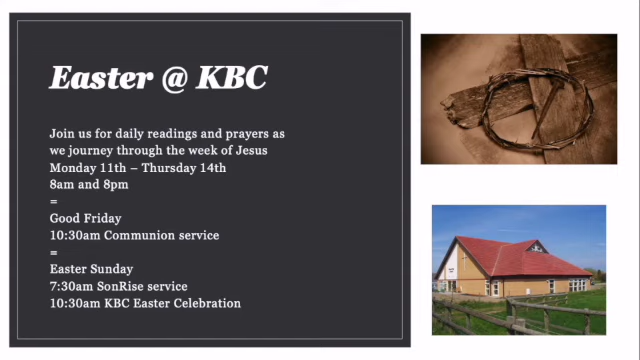 Easter @ KBC
Join us for daily readings and prayers as
we journey through the week of Jesus
Monday 11th – Thursday 14th
8am and 8pm
=
Good Friday
10:30am Communion service
=
Easter Sunday
7:30am SonRise service
10:30am KBC Easter Celebration